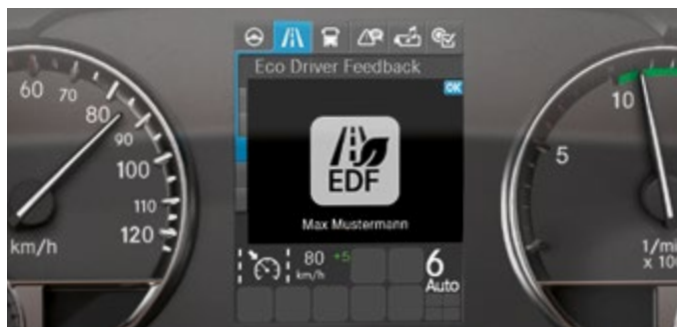 Eco Driver Feedback
OK
EDF
Max Mustermann
80 +5
km/h
6
Auto
60
70
80
90
100
110
120
km/h
10
5
1/mi
x 10